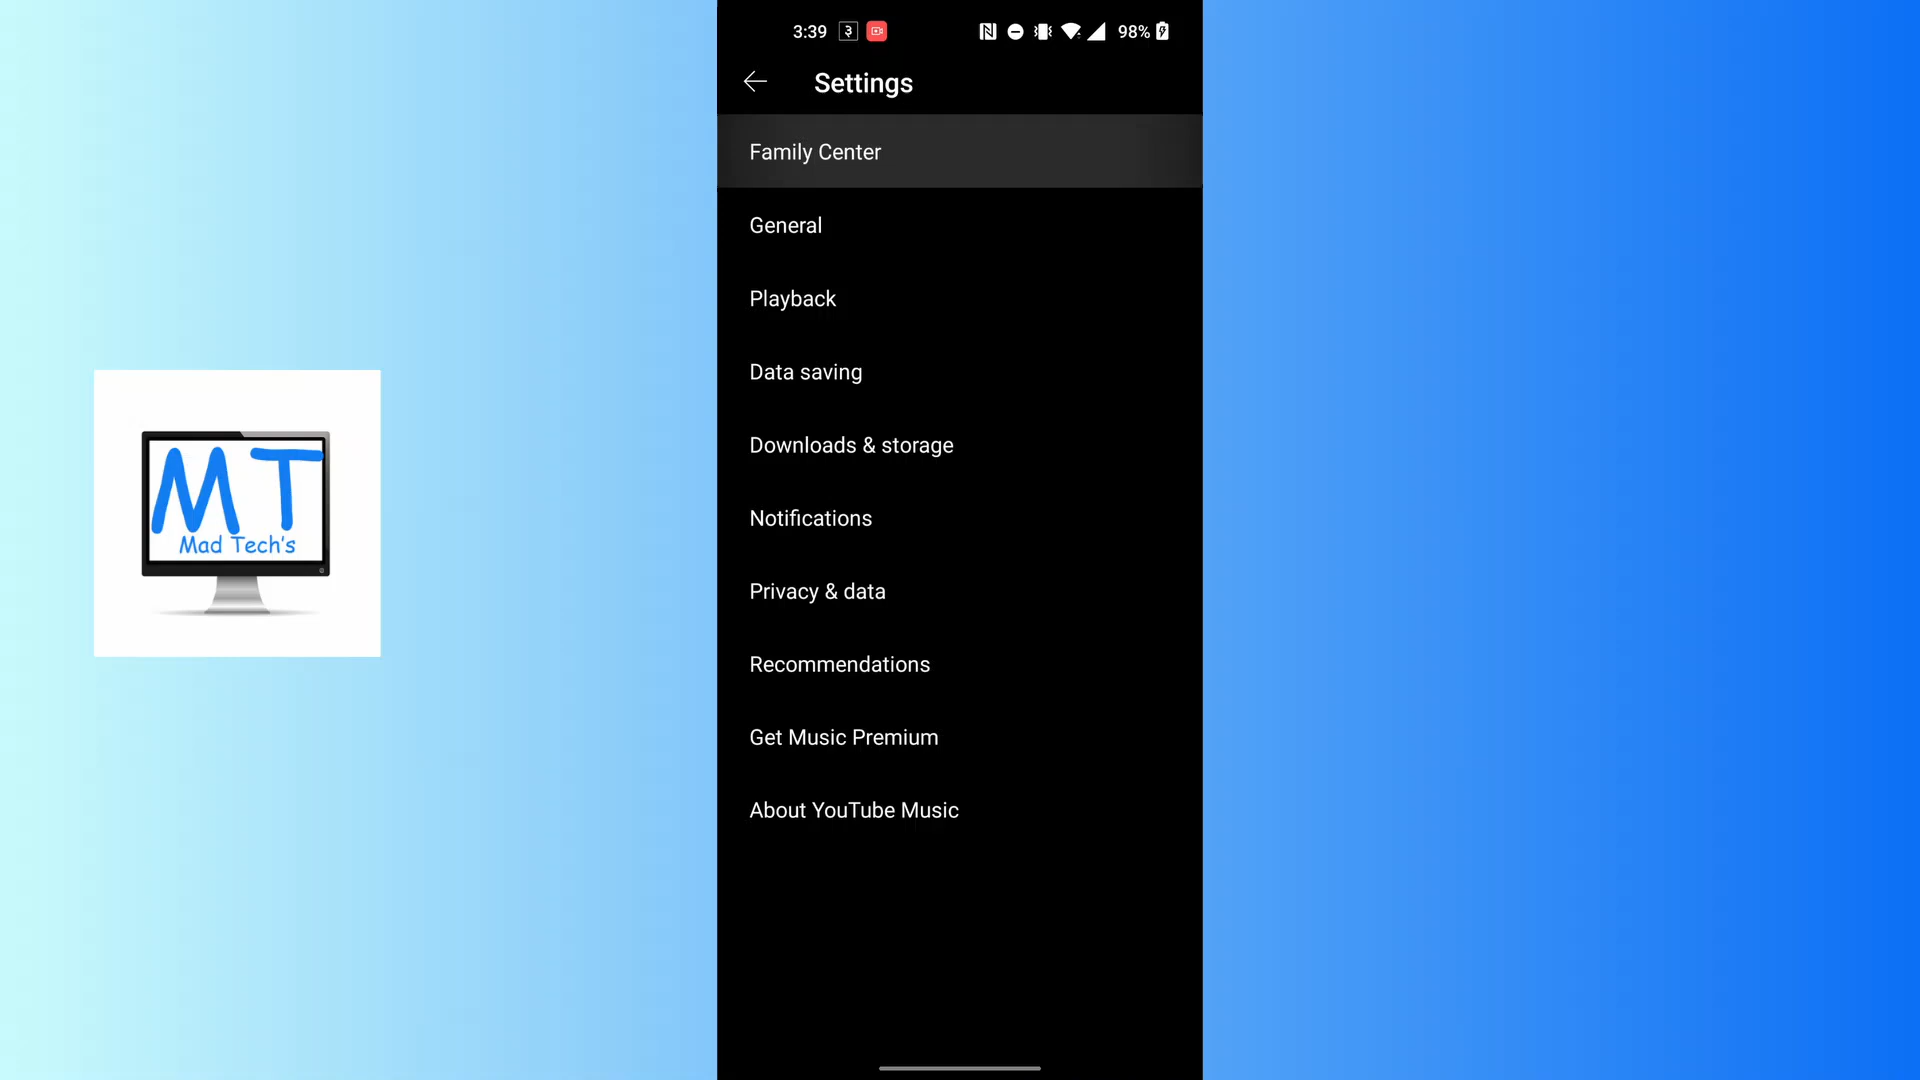 3:39 २ 98%
Settings
Family Center
General
Playback
Data saving
Downloads & storage
Notifications
Privacy & data
Recommendations
Get Music Premium
About YouTube Music
MT
Mad Tech's